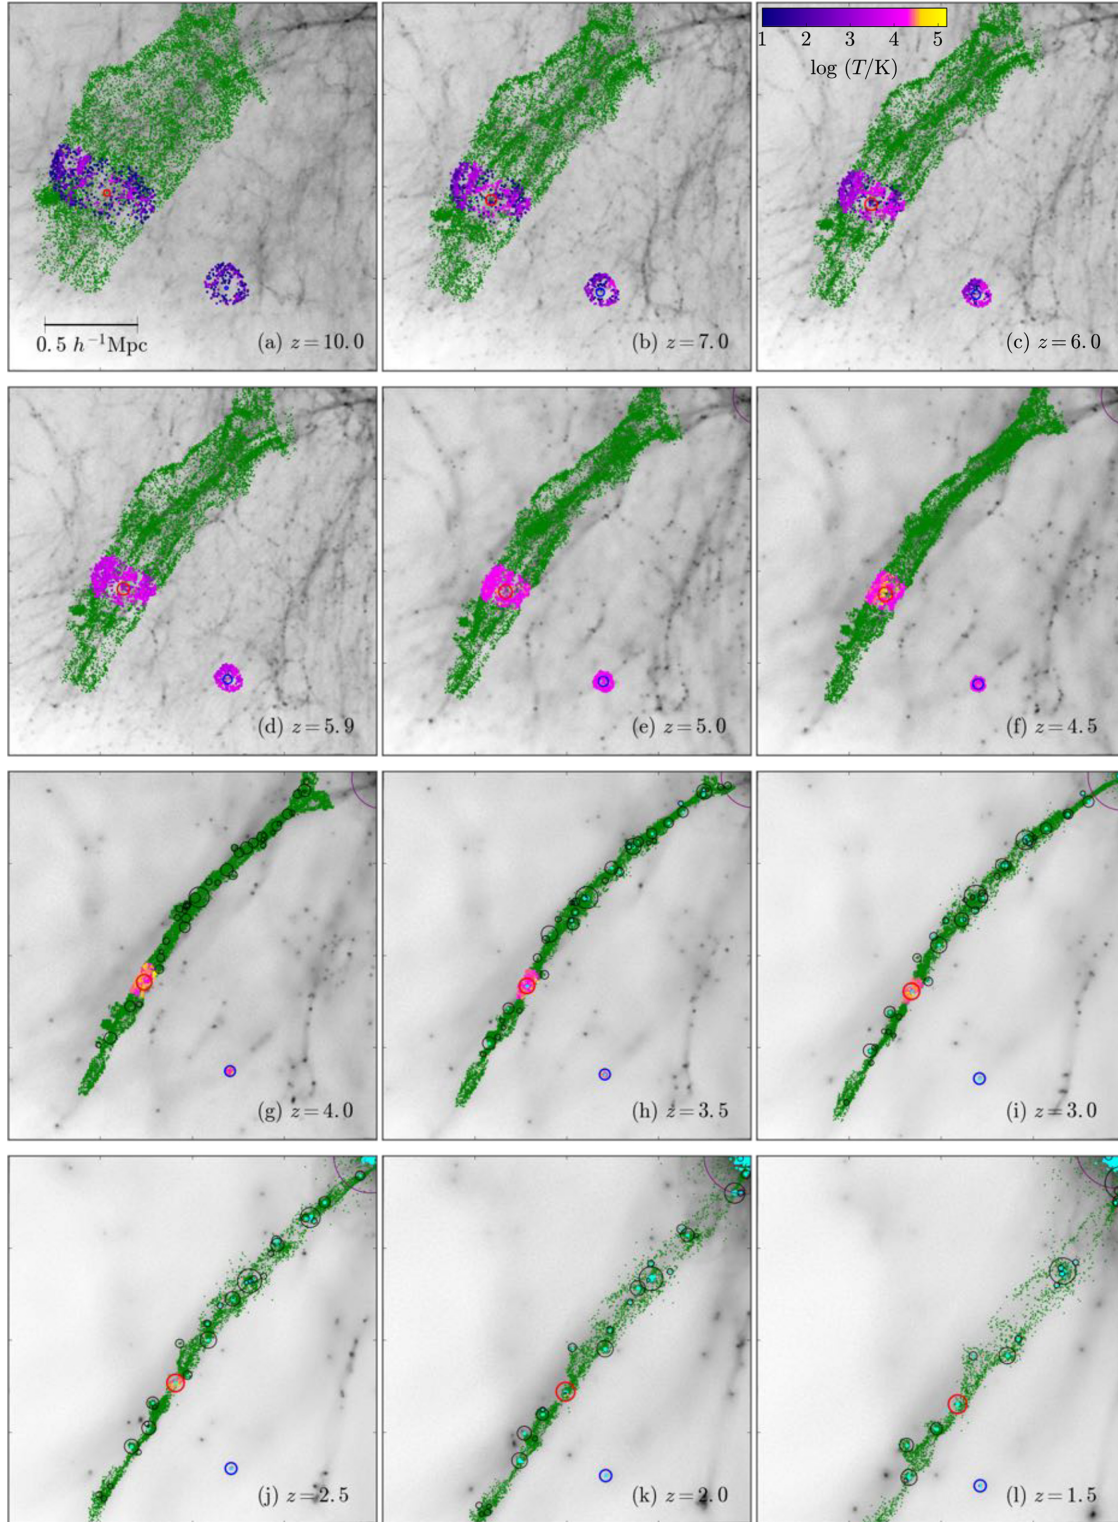 1 2 3 4 5
log (T/K)
0.5 h⁻¹Mpc
(a) z=10.0
(b) z=7.0
(c) z=6.0
(d) z=5.9
(e) z=5.0
(f) z=4.5
(g) z=4.0
(h) z=3.5
(i) z=3.0
(j) z=2.5
(k) z=2.0
(l) z=1.5